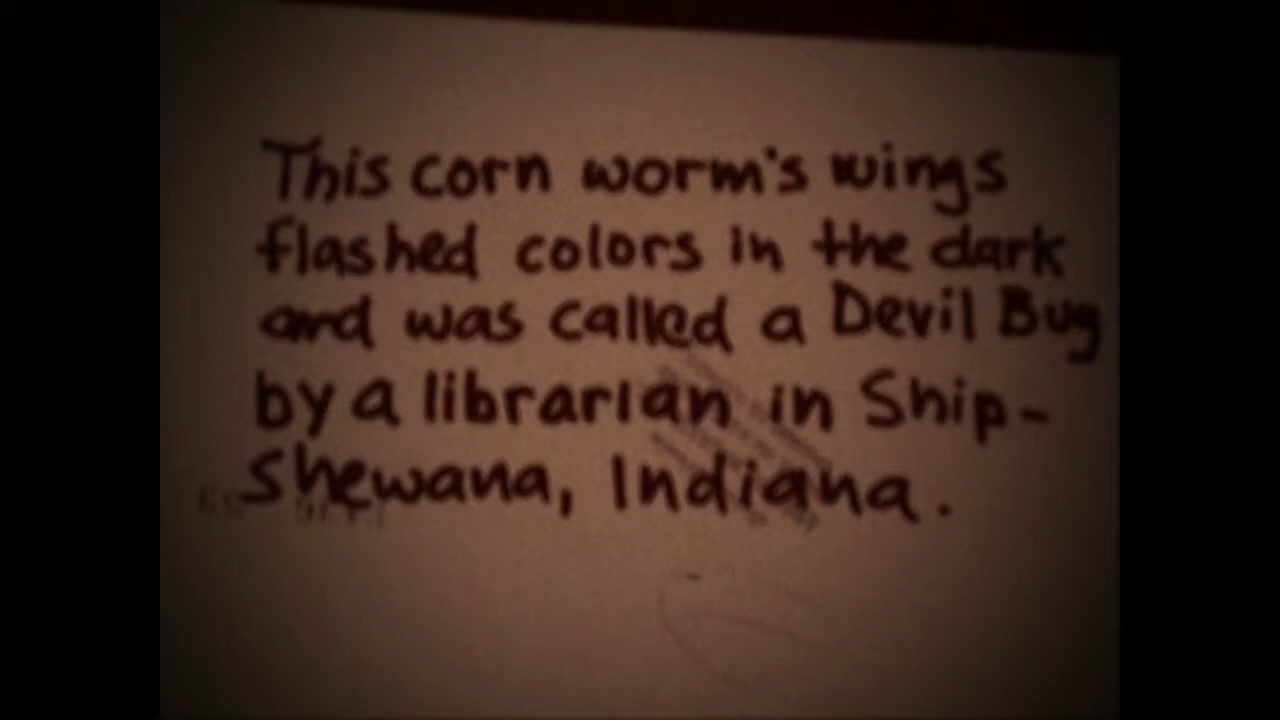 This corn worm's wings
flashed colors in the dark
and was called a Devil Bug
by a librarian in Ship-
Shewana, Indiana.